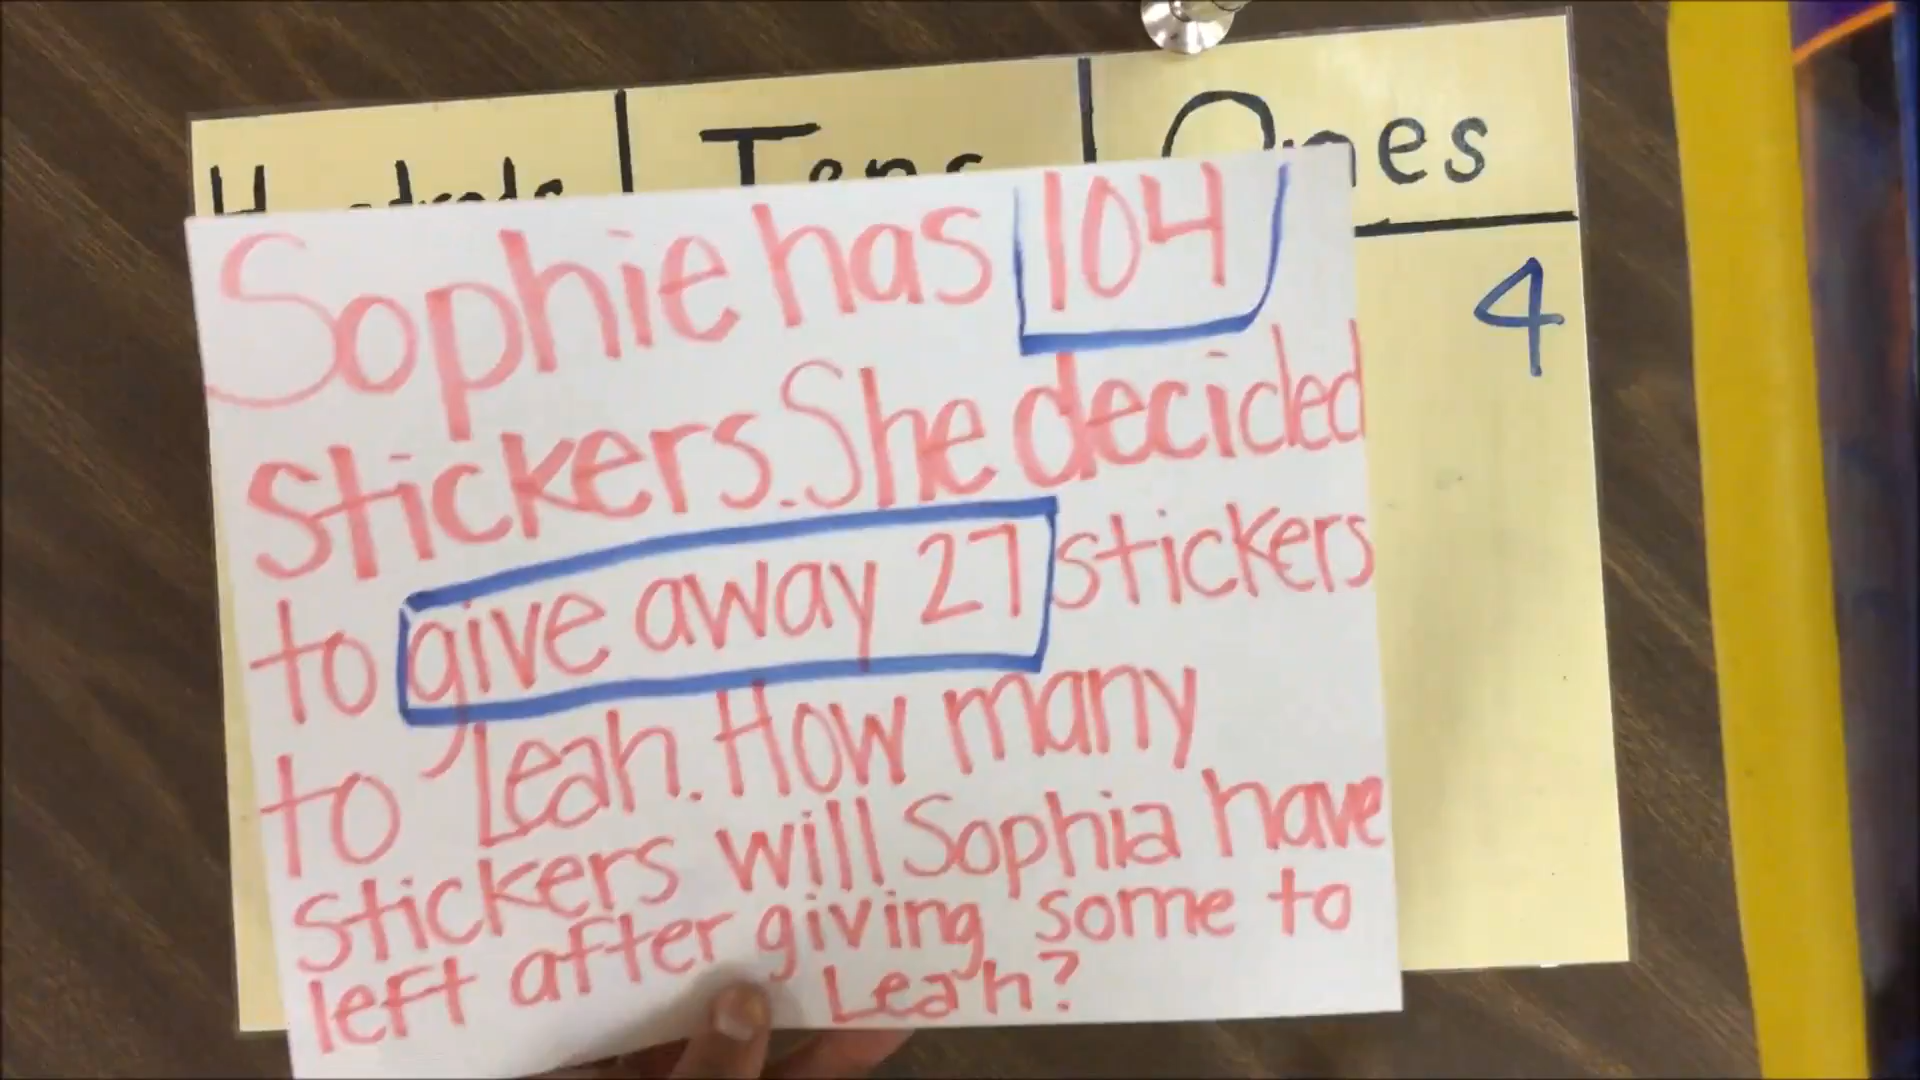 Hundreds Tens Ones
4
Sophie has 104
stickers. She decided
to give away 27 stickers
to Leah. How many
stickers will Sophia have
left after giving some to
Leah?